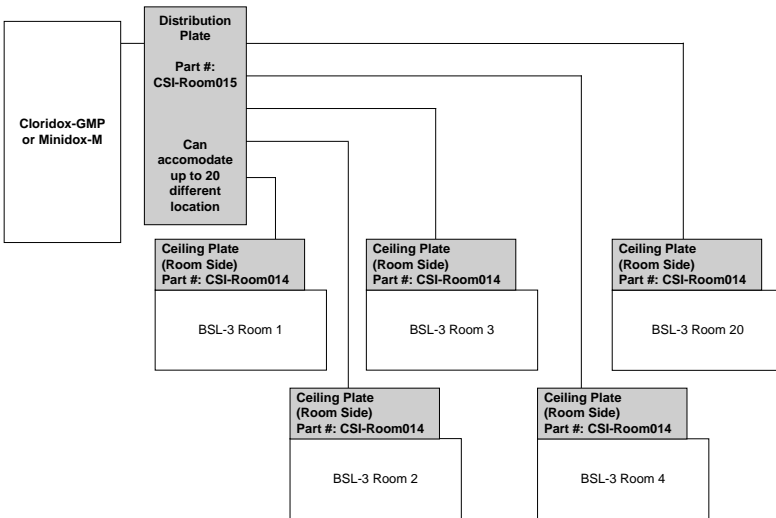 Cloridox-GMP
or Minidox-M
Distribution
Plate
Part #:
CSI-Room015
Can
accomodate
up to 20
different
location
Ceiling Plate
(Room Side)
Part #: CSI-Room014
BSL-3 Room 1
Ceiling Plate
(Room Side)
Part #: CSI-Room014
BSL-3 Room 3
Ceiling Plate
(Room Side)
Part #: CSI-Room014
BSL-3 Room 20
Ceiling Plate
(Room Side)
Part #: CSI-Room014
BSL-3 Room 2
Ceiling Plate
(Room Side)
Part #: CSI-Room014
BSL-3 Room 4